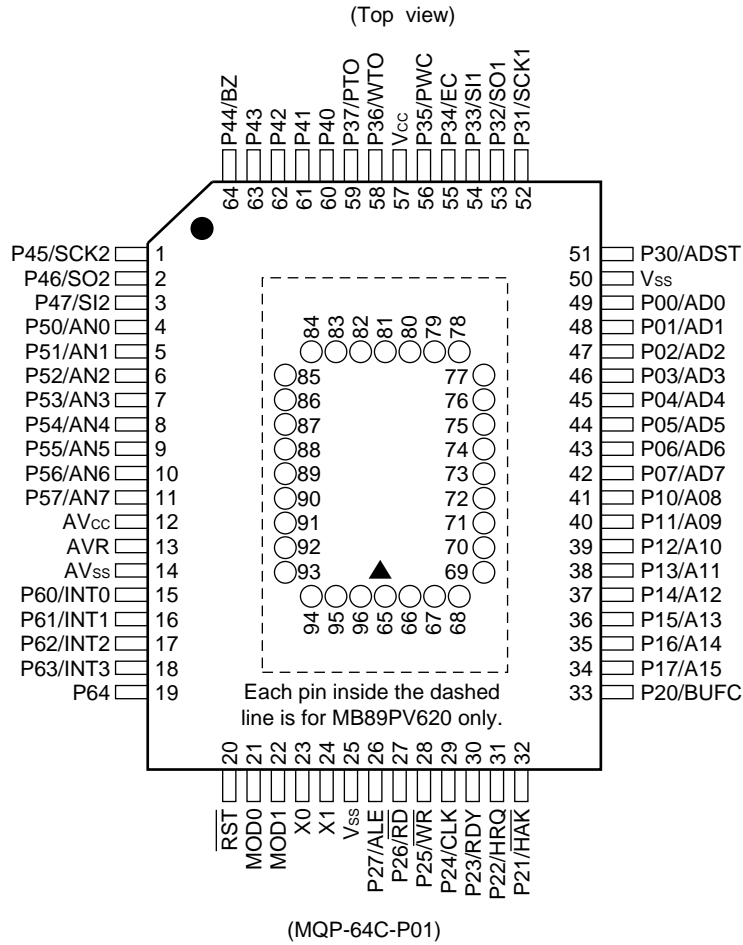 (Top view)
P44/BZ
P43
P42
P41
P40
P37/PTO
P36/WTO
Vcc
P35/PWC
P34/EC
P33/SI1
P32/SO1
P31/SCK1
64
63
62
61
60
59
58
57
56
55
54
53
52
P45/SCK2 1
P46/SO2 2
P47/SI2 3
P50/AN0 4
P51/AN1 5
P52/AN2 6
P53/AN3 7
P54/AN4 8
P55/AN5 9
P56/AN6 10
P57/AN7 11
AVcc 12
AVR 13
AVss 14
P60/INT0 15
P61/INT1 16
P62/INT2 17
P63/INT3 18
P64 19
84
83
82
81
80
79
78
85
86
87
88
89
90
91
92
93
77
76
75
74
73
72
71
70
69
94
95
96
65
66
67
68
Each pin inside the dashed
line is for MB89PV620 only.
51 P30/ADST
50 Vss
49 P00/AD0
48 P01/AD1
47 P02/AD2
46 P03/AD3
45 P04/AD4
44 P05/AD5
43 P06/AD6
42 P07/AD7
41 P10/A08
40 P11/A09
39 P12/A10
38 P13/A11
37 P14/A12
36 P15/A13
35 P16/A14
34 P17/A15
33 P20/BUFC
20
21
22
23
24
25
26
27
28
29
30
31
32
RST
MOD0
MOD1
X0
X1
Vss
P27/ALE
P26/RD
P25/WR
P24/CLK
P23/RDY
P22/HRQ
P21/HAK
(MQP-64C-P01)